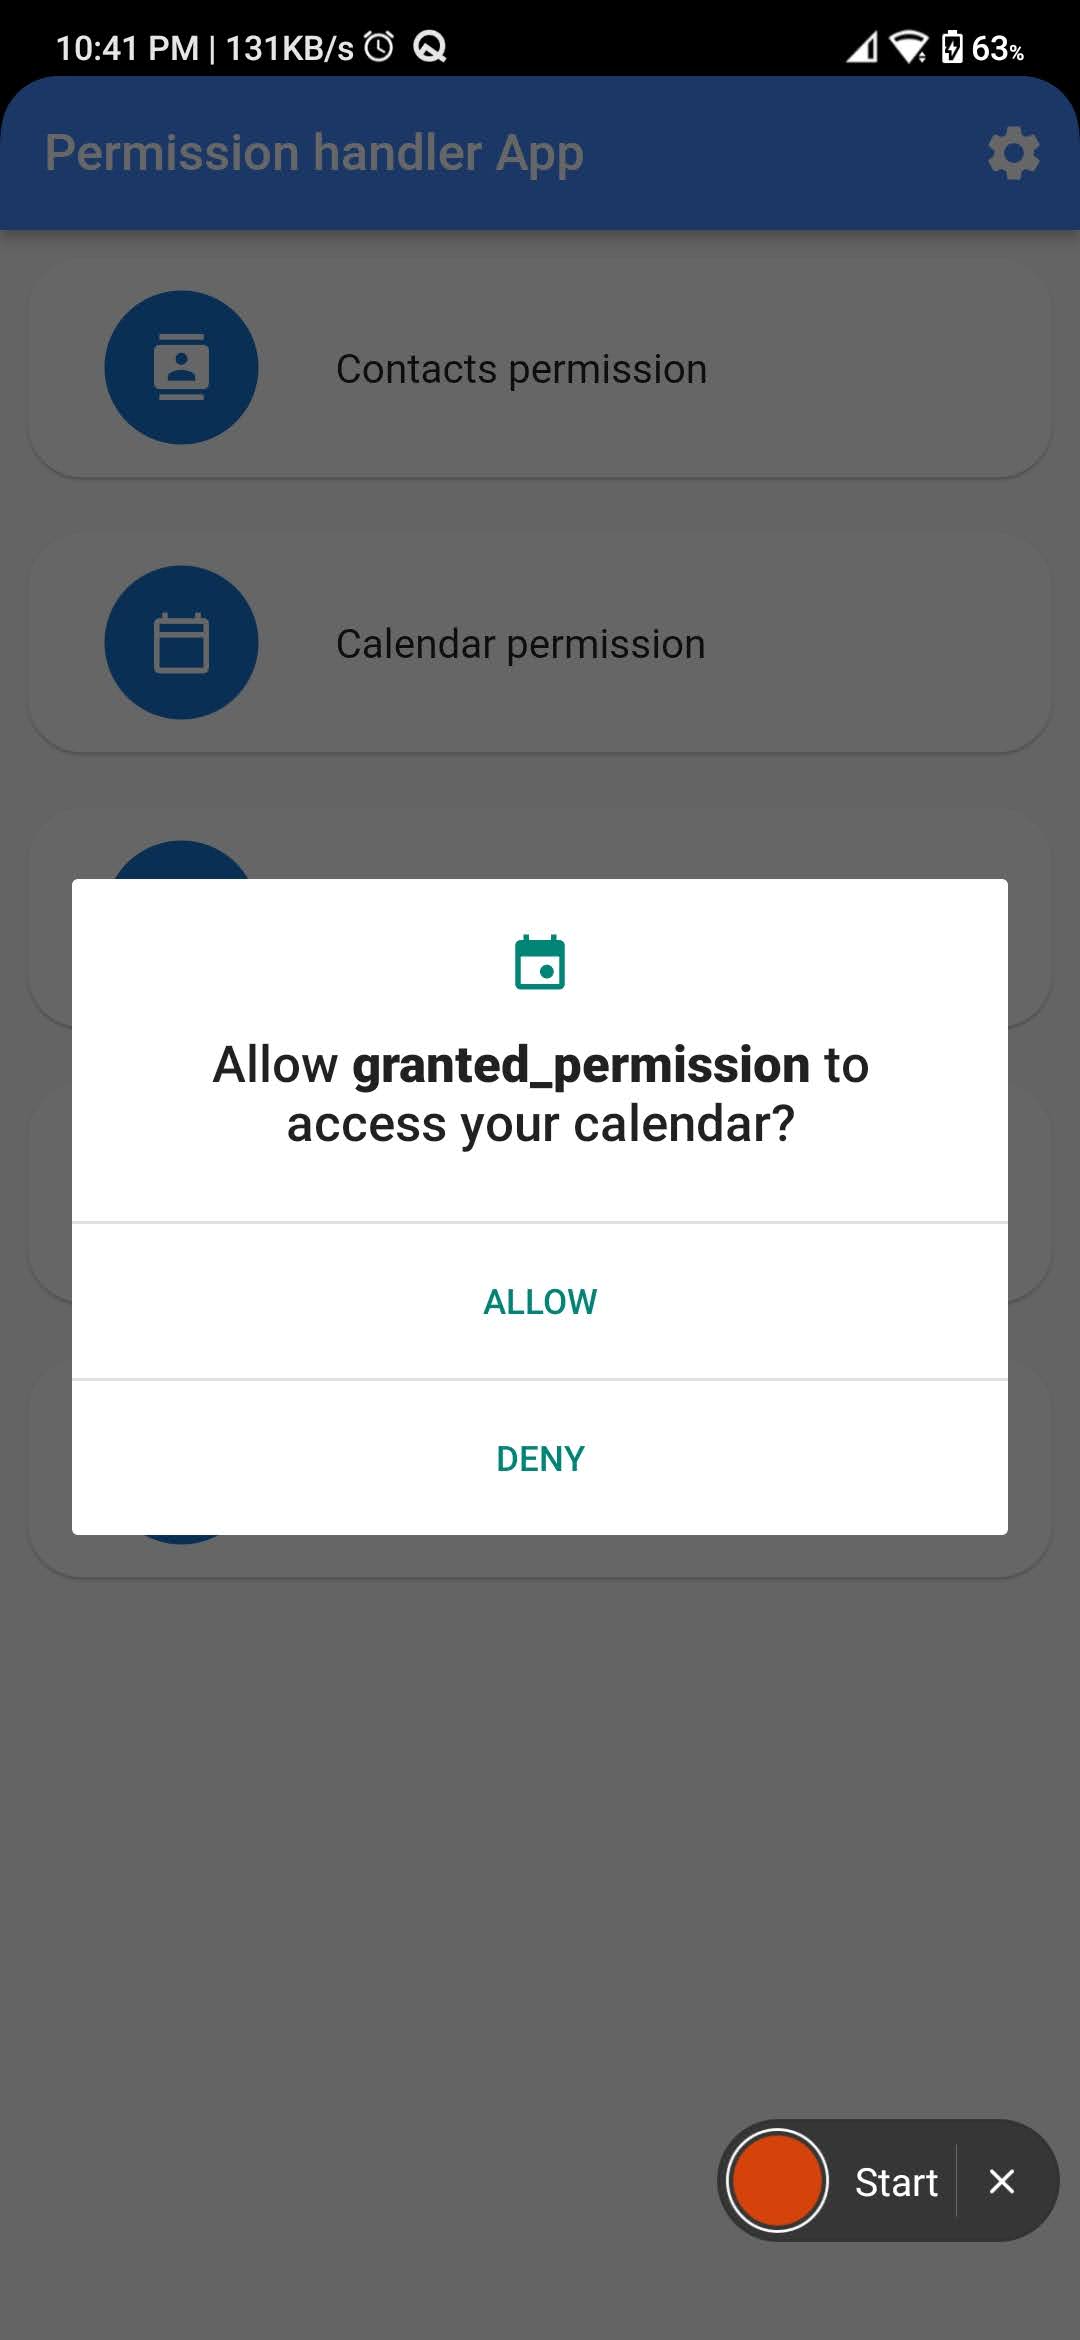 10:41 PM | 131KB/s 63%
Permission handler App
Contacts permission
Calendar permission
Allow granted_permission to
access your calendar?
ALLOW
DENY
Start